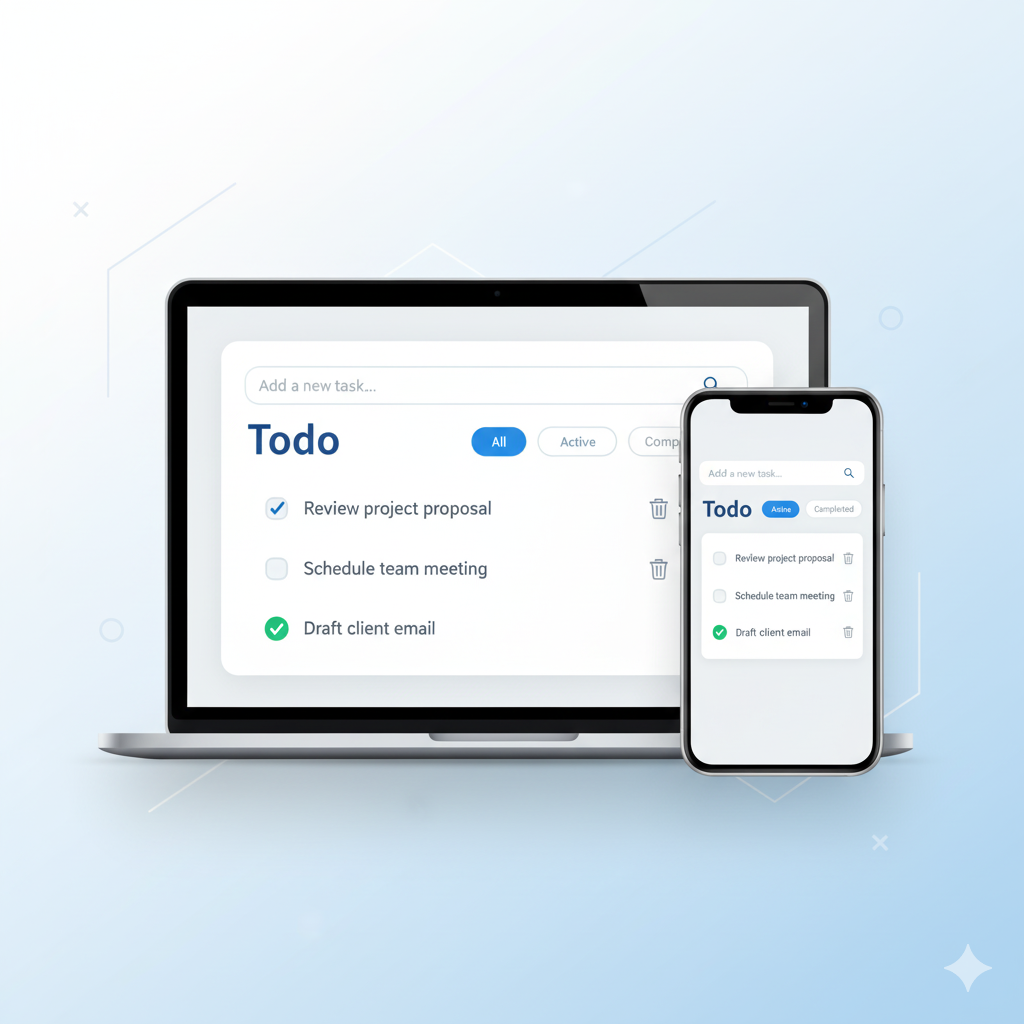 Add a new task...
Todo
All
Active
Comp
Review project proposal
Schedule team meeting
Draft client email
Add a new task...
Todo
Asine
Campleted
Review project proposal
Schedule team meeting
Draft client email